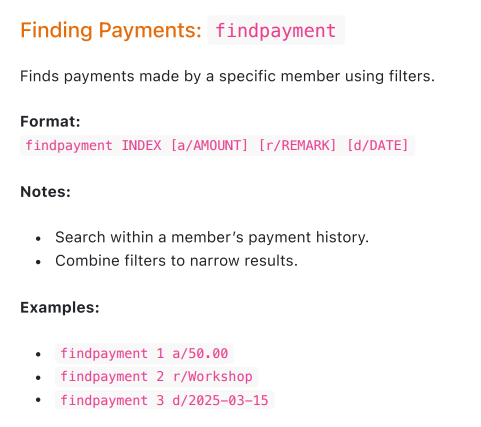 Finding Payments: findpayment
Finds payments made by a specific member using filters.
Format:
findpayment INDEX [a/AMOUNT] [r/REMARK] [d/DATE]
Notes:
• Search within a member’s payment history.
• Combine filters to narrow results.
Examples:
• findpayment 1 a/50.00
• findpayment 2 r/Workshop
• findpayment 3 d/2025-03-15